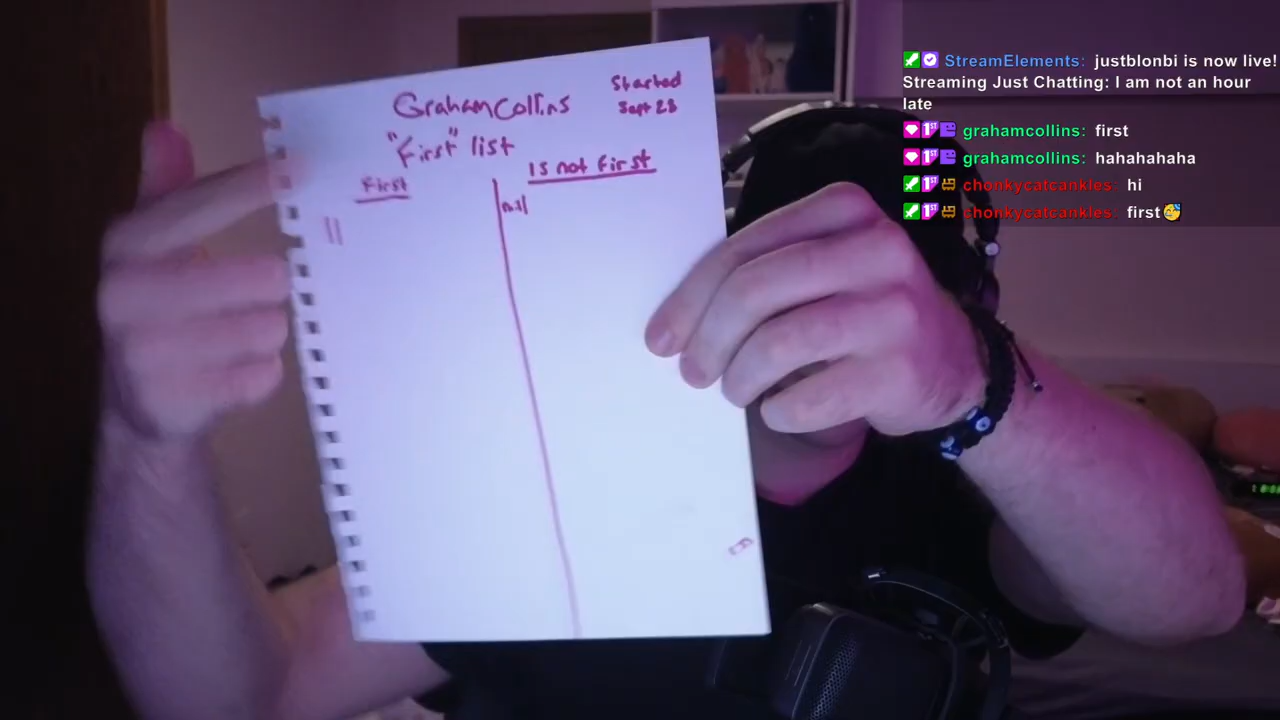 GrahamCollins
"First" list
Started
Sept 28
First
Is not first
StreamElements: justblonbi is now live!
Streaming Just Chatting: I am not an hour
late
grahamcollins: first
grahamcollins: hahahahaha
chonkycatcankles: hi
chonkycatcankles: first😅